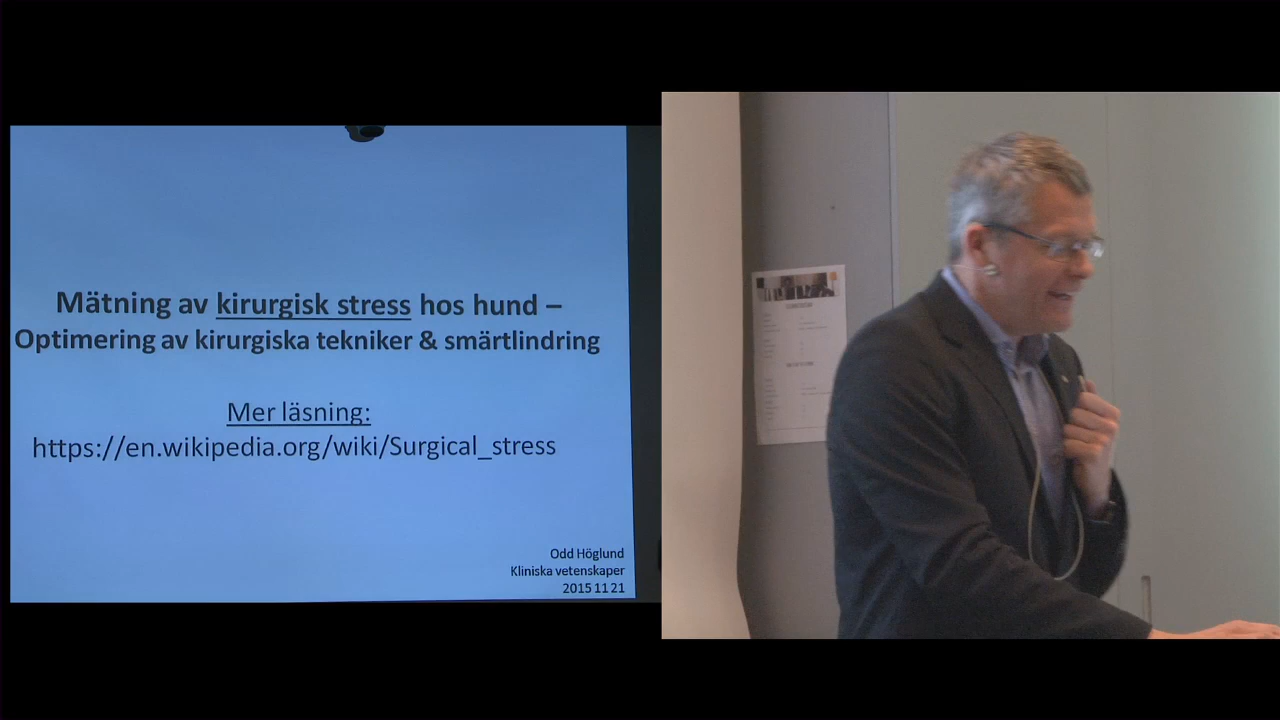 Mätning av kirurgisk stress hos hund –
Optimering av kirurgiska tekniker & smärtlindring
Mer läsning:
https://en.wikipedia.org/wiki/Surgical_stress
Odd Höglund
Kliniska vetenskaper
2015 11 21